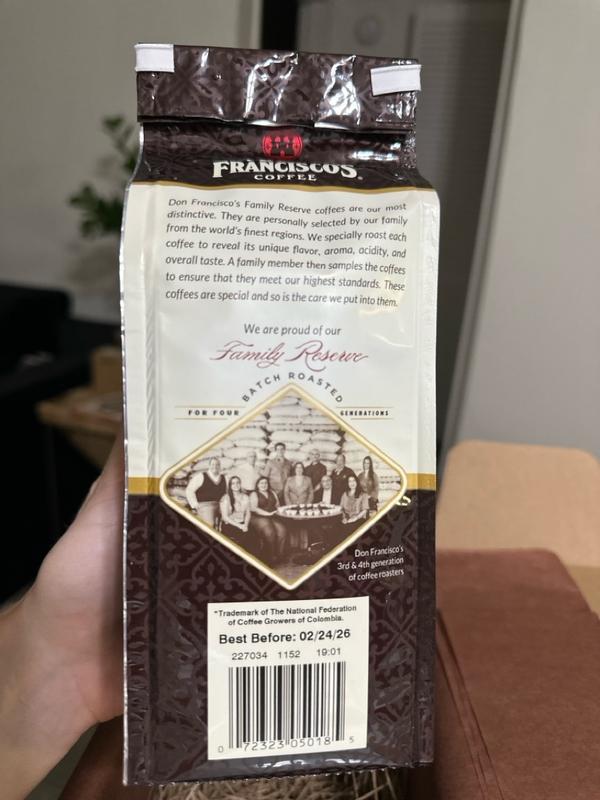 FRANCISCO'S
COFFEE
Don Francisco's Family Reserve coffees are our most
distinctive. They are personally selected by our family
from the world's finest regions. We specially roast each
coffee to reveal its unique flavor, aroma, acidity, and
overall taste. A family member then samples the coffees
to ensure that they meet our highest standards. These
coffees are special and so is the care we put into them.
We are proud of our
Family Reserve
BATCH ROASTED
FOR FOUR GENERATIONS
Don Francisco's
3rd & 4th generation
of coffee roasters
*Trademark of The National Federation
of Coffee Growers of Colombia.
Best Before: 02/24/26
227034 1152 19:01
0 72323 05018 5